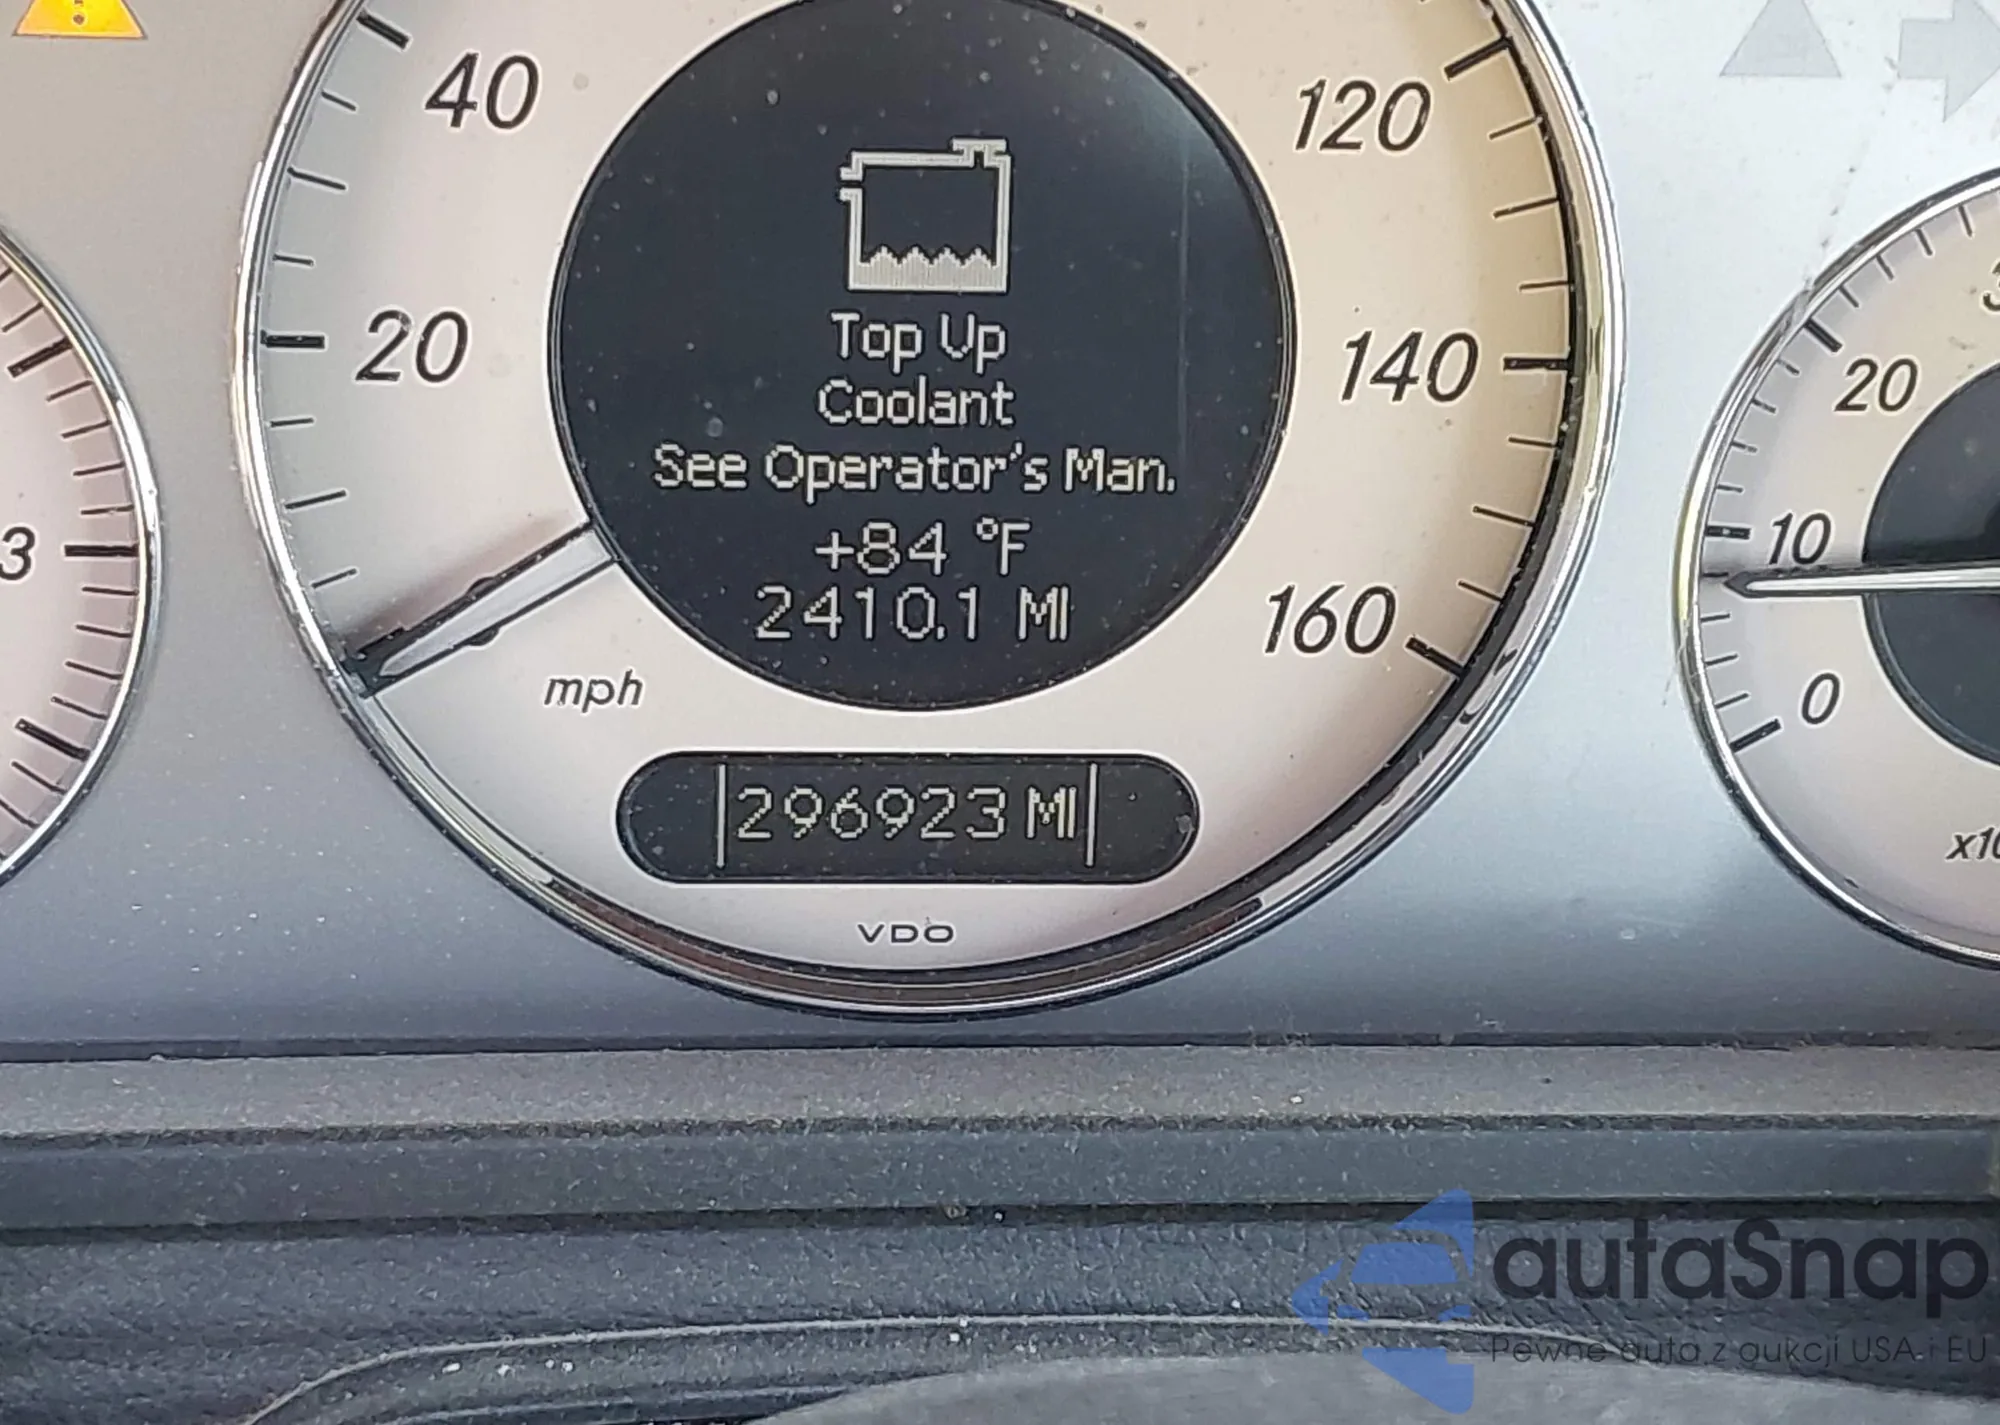 40
120
20
140
Top Up
Coolant
See Operator's Man.
+84 °F
2410.1 MI
160
mph
296923 MI
VDO
3
20
10
0
autaSnap
Pewne auta z aukcji USA i EU